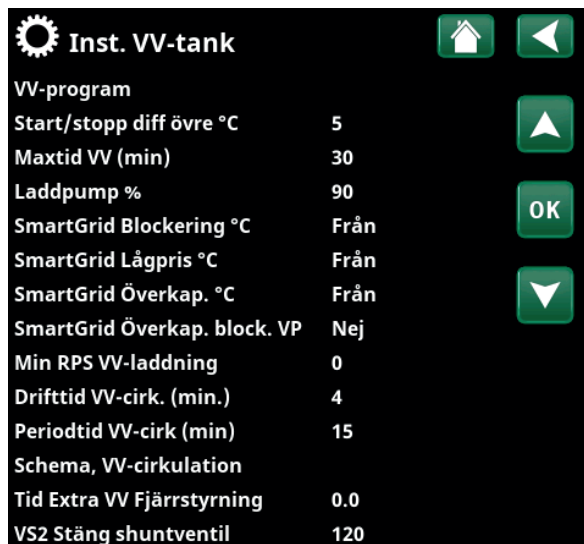 Inst. VV-tank
VV-program
Start/stopp diff övre °C 5
Maxtid VV (min) 30
Laddpump % 90
OK
SmartGrid Blockering °C Från
SmartGrid Lågpris °C Från
SmartGrid Överkap. °C Från
SmartGrid Överkap. block. VP Nej
Min RPS VV-laddning 0
Drifttid VV-cirk. (min.) 4
Periodtid VV-cirk (min) 15
Schema, VV-cirkulation
Tid Extra VV Fjärrstyrning 0.0
VS2 Stäng shuntventil 120